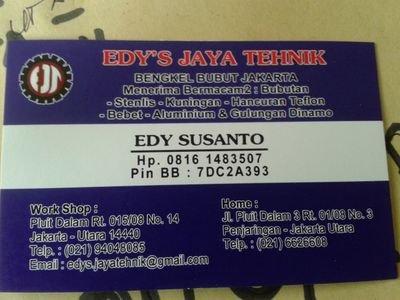 EDY'S JAYA TEHNIK
BENGKEL BUBUT JAKARTA
Menerima Bermacam2 : Bubutan
- Stenlis - Kuningan - Hancuran Teflon
- Bebet - Aluminium & Gulungan Dinamo
EDY SUSANTO
Hp. 0816 1483507
Pin BB : 7DC2A393
Work Shop :
Pluit Dalam Rt. 015/08 No. 14
Jakarta - Utara 14440
Telp. : (021) 94048085
Email : edys.jayatehnik@gmail.com
Home :
Jl. Pluit Dalam 3 Rt. 01/08 No. 3
Penjaringan - Jakarta Utara
Telp. : (021) 6626608